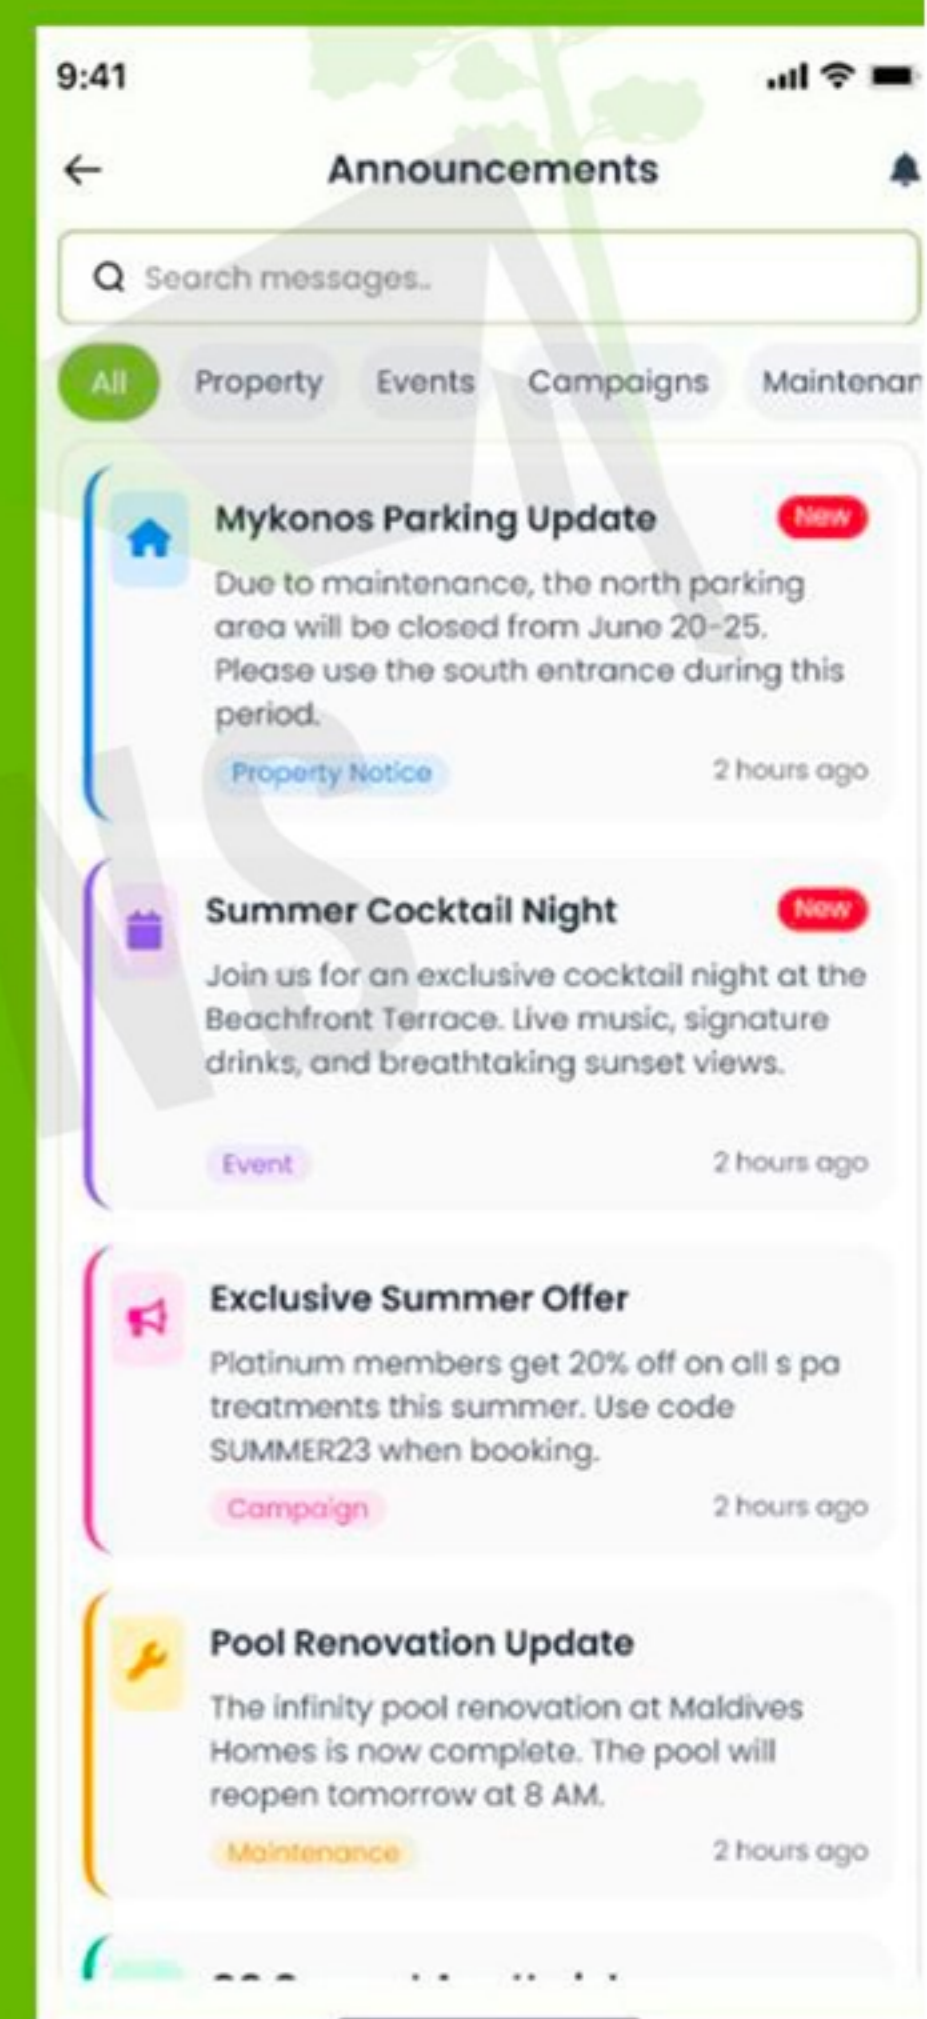 9:41
Announcements
Search messages..
All Property Events Campaigns Maintenan
Mykonos Parking Update New
Due to maintenance, the north parking
area will be closed from June 20-25.
Please use the south entrance during this
period.
Property Notice 2 hours ago
Summer Cocktail Night New
Join us for an exclusive cocktail night at the
Beachfront Terrace. Live music, signature
drinks, and breathtaking sunset views.
Event 2 hours ago
Exclusive Summer Offer
Platinum members get 20% off on all s pa
treatments this summer. Use code
SUMMER23 when booking.
Campaign 2 hours ago
Pool Renovation Update
The infinity pool renovation at Maldives
Homes is now complete. The pool will
reopen tomorrow at 8 AM.
Maintenance 2 hours ago